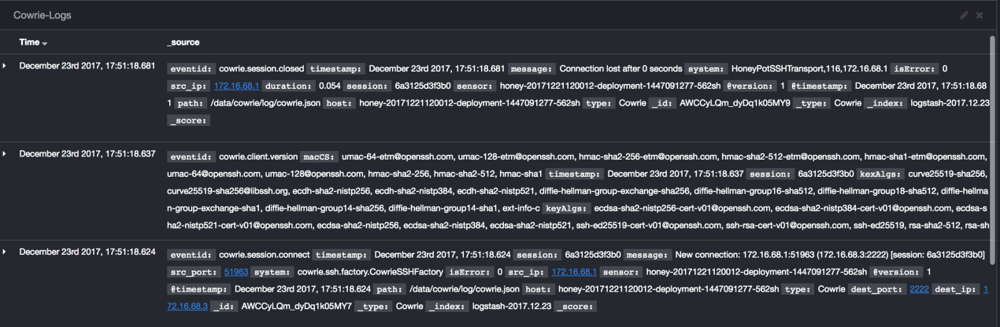 Cowrie-Logs
Time _source
December 23rd 2017, 17:51:18.681 eventid: cowrie.session.closed timestamp: December 23rd 2017, 17:51:18.681 message: Connection lost after 0 seconds system: HoneyPotSSHTransport,116,172.16.68.1 isError: 0
src_ip: 172.16.68.1 duration: 0.054 session: 6a3125d3f3b0 sensor: honey-20171221120012-deployment-1447091277-562sh @version: 1 @timestamp: December 23rd 2017, 17:51:18.68
1 path: /data/cowrie/log/cowrie.json host: honey-20171221120012-deployment-1447091277-562sh type: Cowrie _id: AWCCyLQm_dyDq1k05MY9 _type: Cowrie _index: logstash-2017.12.23
_score:
December 23rd 2017, 17:51:18.637 eventid: cowrie.client.version macCS: umac-64-etm@openssh.com, umac-128-etm@openssh.com, hmac-sha2-256-etm@openssh.com, hmac-sha2-512-etm@openssh.com, hmac-sha1-etm@openssh.com,
umac-64@openssh.com, umac-128@openssh.com, hmac-sha2-256, hmac-sha2-512, hmac-sha1 timestamp: December 23rd 2017, 17:51:18.637 session: 6a3125d3f3b0 kexAlgs: curve25519-sha256,
curve25519-sha256@libssh.org, ecdh-sha2-nistp256, ecdh-sha2-nistp384, ecdh-sha2-nistp521, diffie-hellman-group-exchange-sha256, diffie-hellman-group16-sha512, diffie-hellman-group18-sha512, diffie-hellma
n-group-exchange-sha1, diffie-hellman-group14-sha256, diffie-hellman-group14-sha1, ext-info-c keyAlgs: ecdsa-sha2-nistp256-cert-v01@openssh.com, ecdsa-sha2-nistp384-cert-v01@openssh.com, ecdsa-s
ha2-nistp521-cert-v01@openssh.com, ecdsa-sha2-nistp256, ecdsa-sha2-nistp384, ecdsa-sha2-nistp521, ssh-ed25519-cert-v01@openssh.com, ssh-rsa-cert-v01@openssh.com, ssh-ed25519, rsa-sha2-512, rsa-sh
December 23rd 2017, 17:51:18.624 eventid: cowrie.session.connect timestamp: December 23rd 2017, 17:51:18.624 session: 6a3125d3f3b0 message: New connection: 172.16.68.1:51963 (172.16.68.3:2222) [session: 6a3125d3f3b0]
src_port: 51963 system: cowrie.ssh.factory.CowrieSSHFactory isError: 0 src_ip: 172.16.68.1 sensor: honey-20171221120012-deployment-1447091277-562sh @version: 1
@timestamp: December 23rd 2017, 17:51:18.624 path: /data/cowrie/log/cowrie.json host: honey-20171221120012-deployment-1447091277-562sh type: Cowrie dest_port: 2222 dest_ip: 17
72.16.68.3 _id: AWCCyLQm_dyDq1k05MY7 _type: Cowrie _index: logstash-2017.12.23 _score: